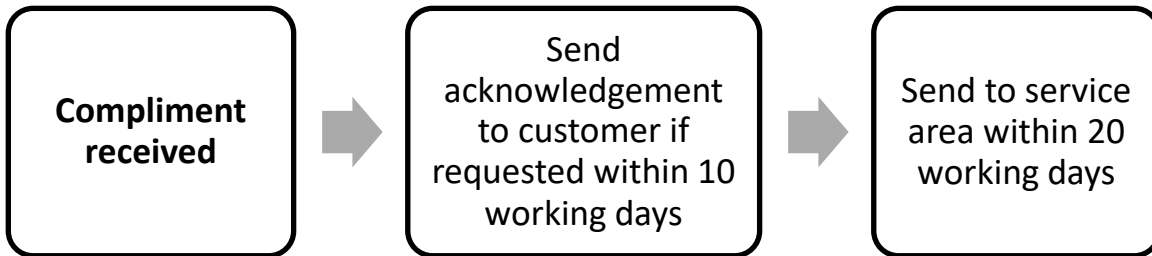 Compliment
received
Send
acknowledgement
to customer if
requested within 10
working days
Send to service
area within 20
working days